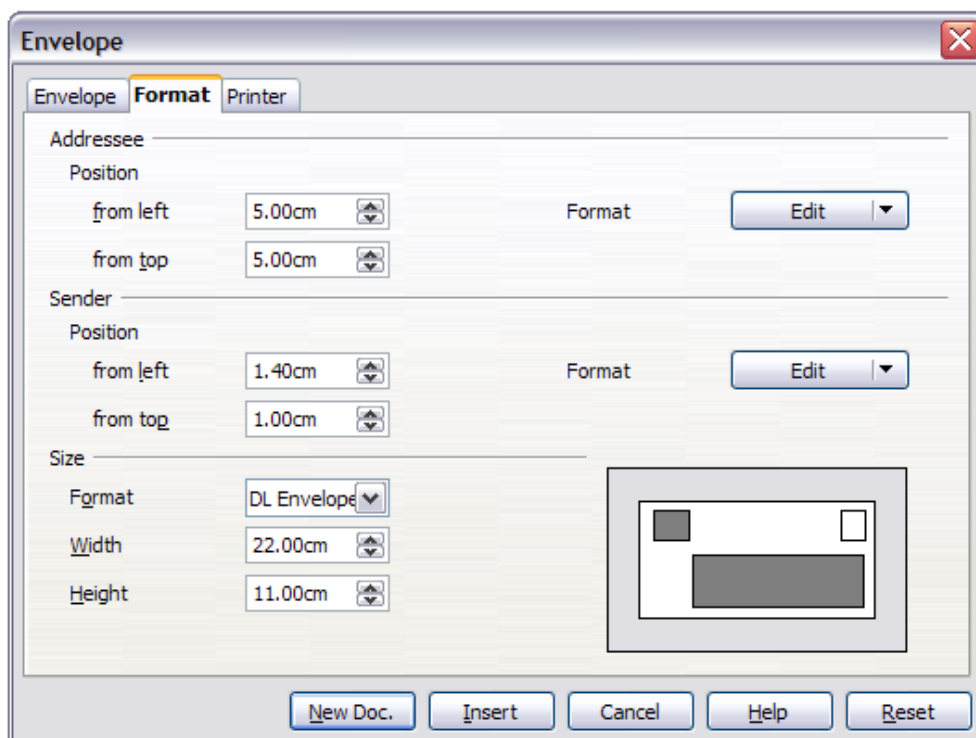 Envelope
Envelope Format Printer
Addressee
Position
from left 5.00cm Format Edit
from top 5.00cm
Sender
Position
from left 1.40cm Format Edit
from top 1.00cm
Size
Format DL Envelope
Width 22.00cm
Height 11.00cm
New Doc. Insert Cancel Help Reset